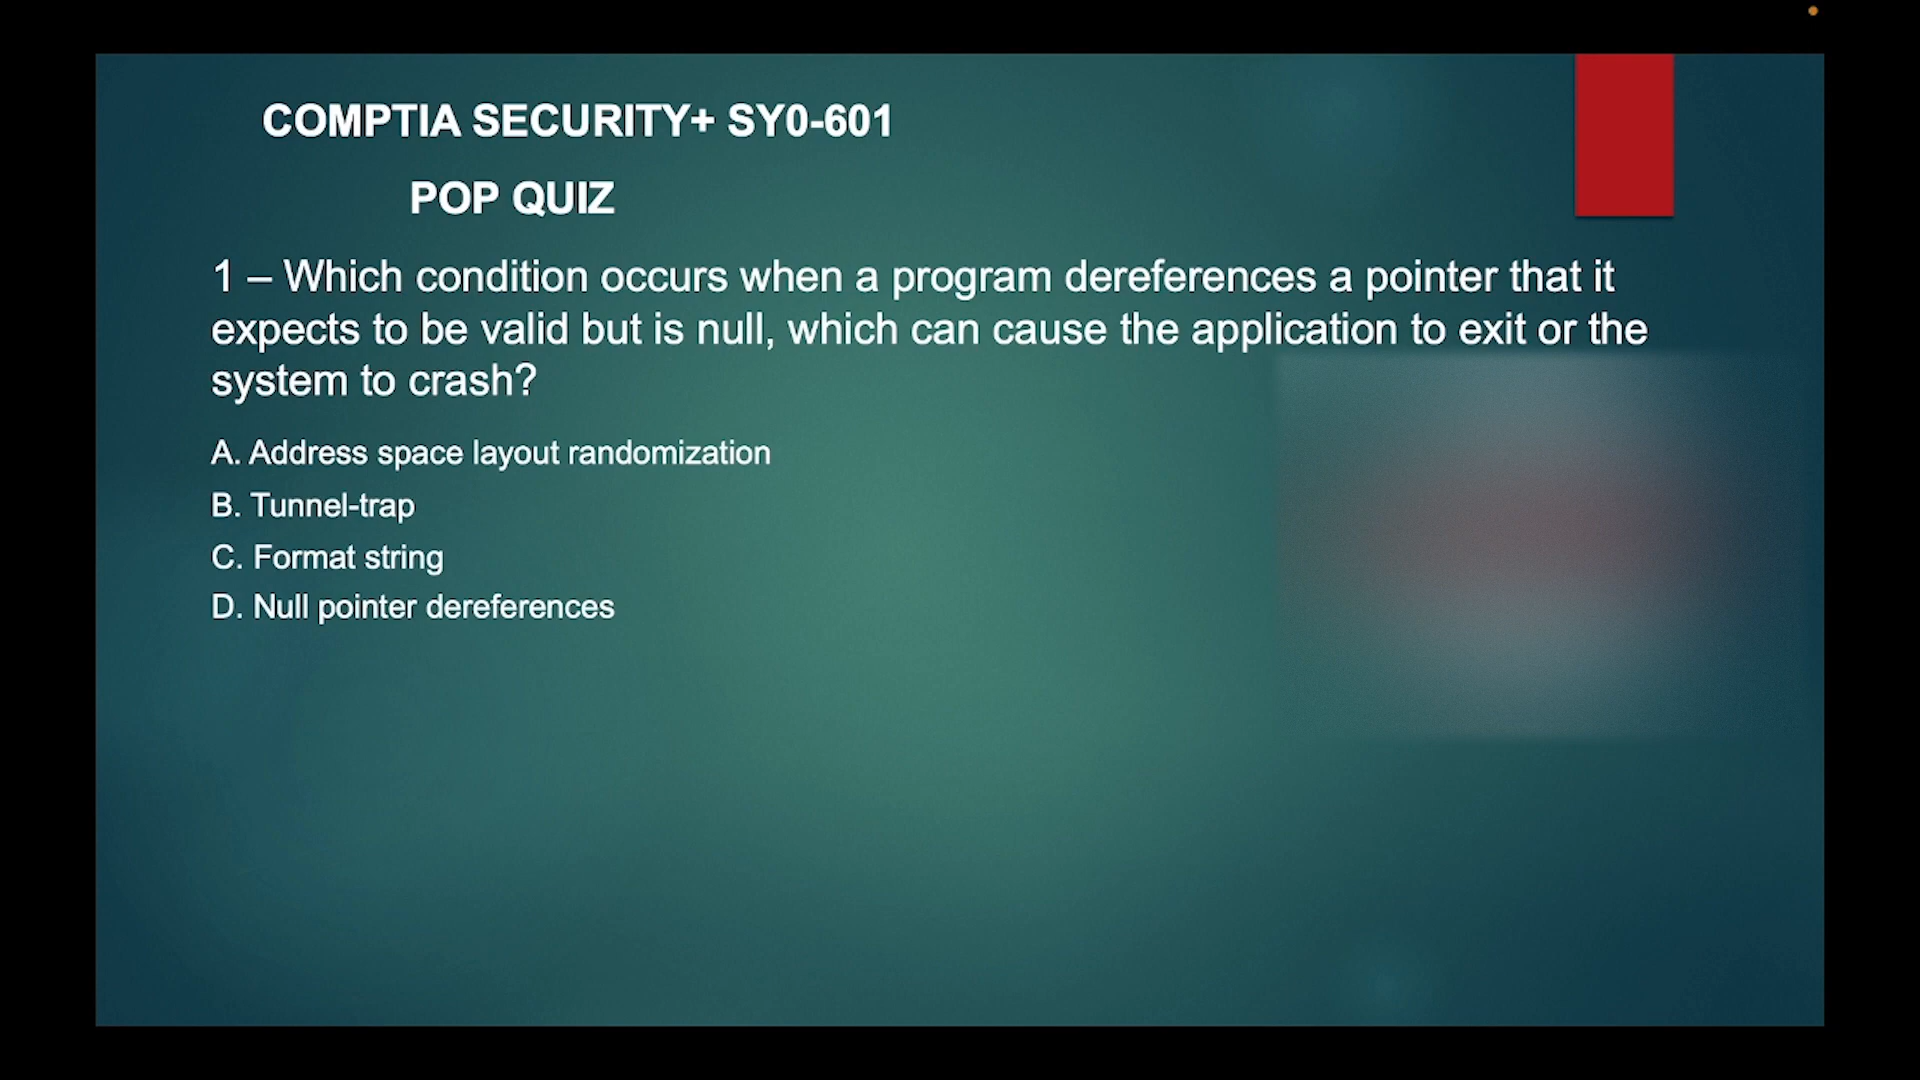 COMPTIA SECURITY+ SY0-601
POP QUIZ
1 – Which condition occurs when a program dereferences a pointer that it
expects to be valid but is null, which can cause the application to exit or the
system to crash?
A. Address space layout randomization
B. Tunnel-trap
C. Format string
D. Null pointer dereferences